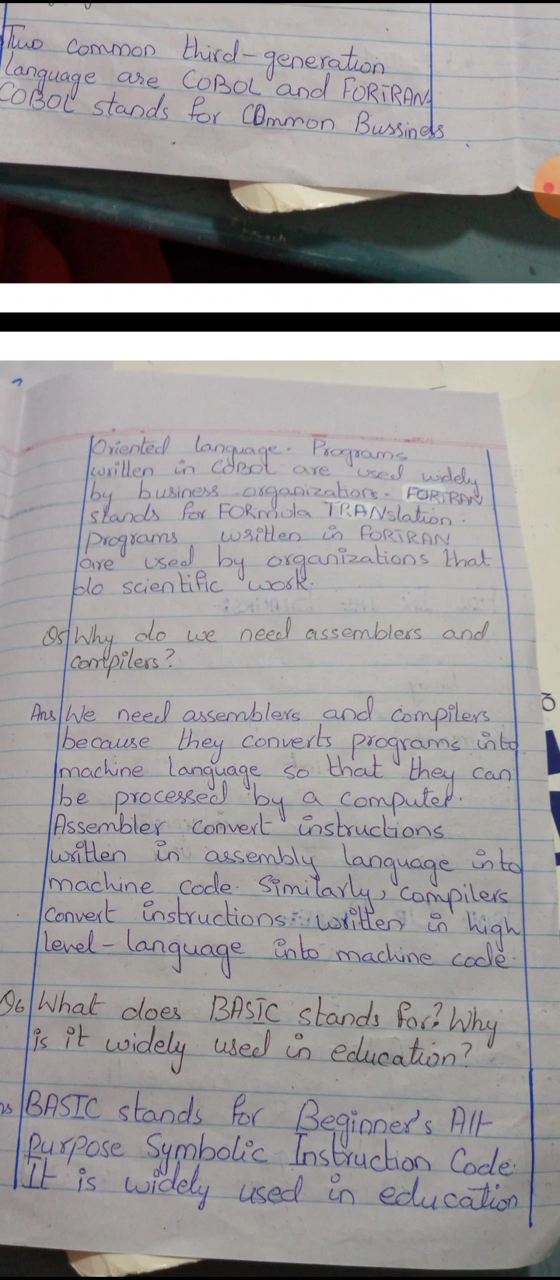 Two common third-generation
language are COBOL and FORTRAN
COBOL stands for COmmon Bussiness
Oriented language. Programs
written in COBOL are used widely
by business organizations. FORTRAN
stands for FORmula TRANslation.
Programs written in FORTRAN
are used by organizations that
do scientific work.
Q5 Why do we need assemblers and
compilers?
Ans We need assemblers and compilers
because they converts programs into
machine language so that they can
be processed by a computer.
Assembler convert instructions
written in assembly language into
machine code. Similarly, compilers
convert instructions written in high
level-language into machine code.
Q6 What does BASIC stands for? Why
is it widely used in education?
ns BASIC stands for Beginner's All-
Purpose Symbolic Instruction Code.
It is widely used in education